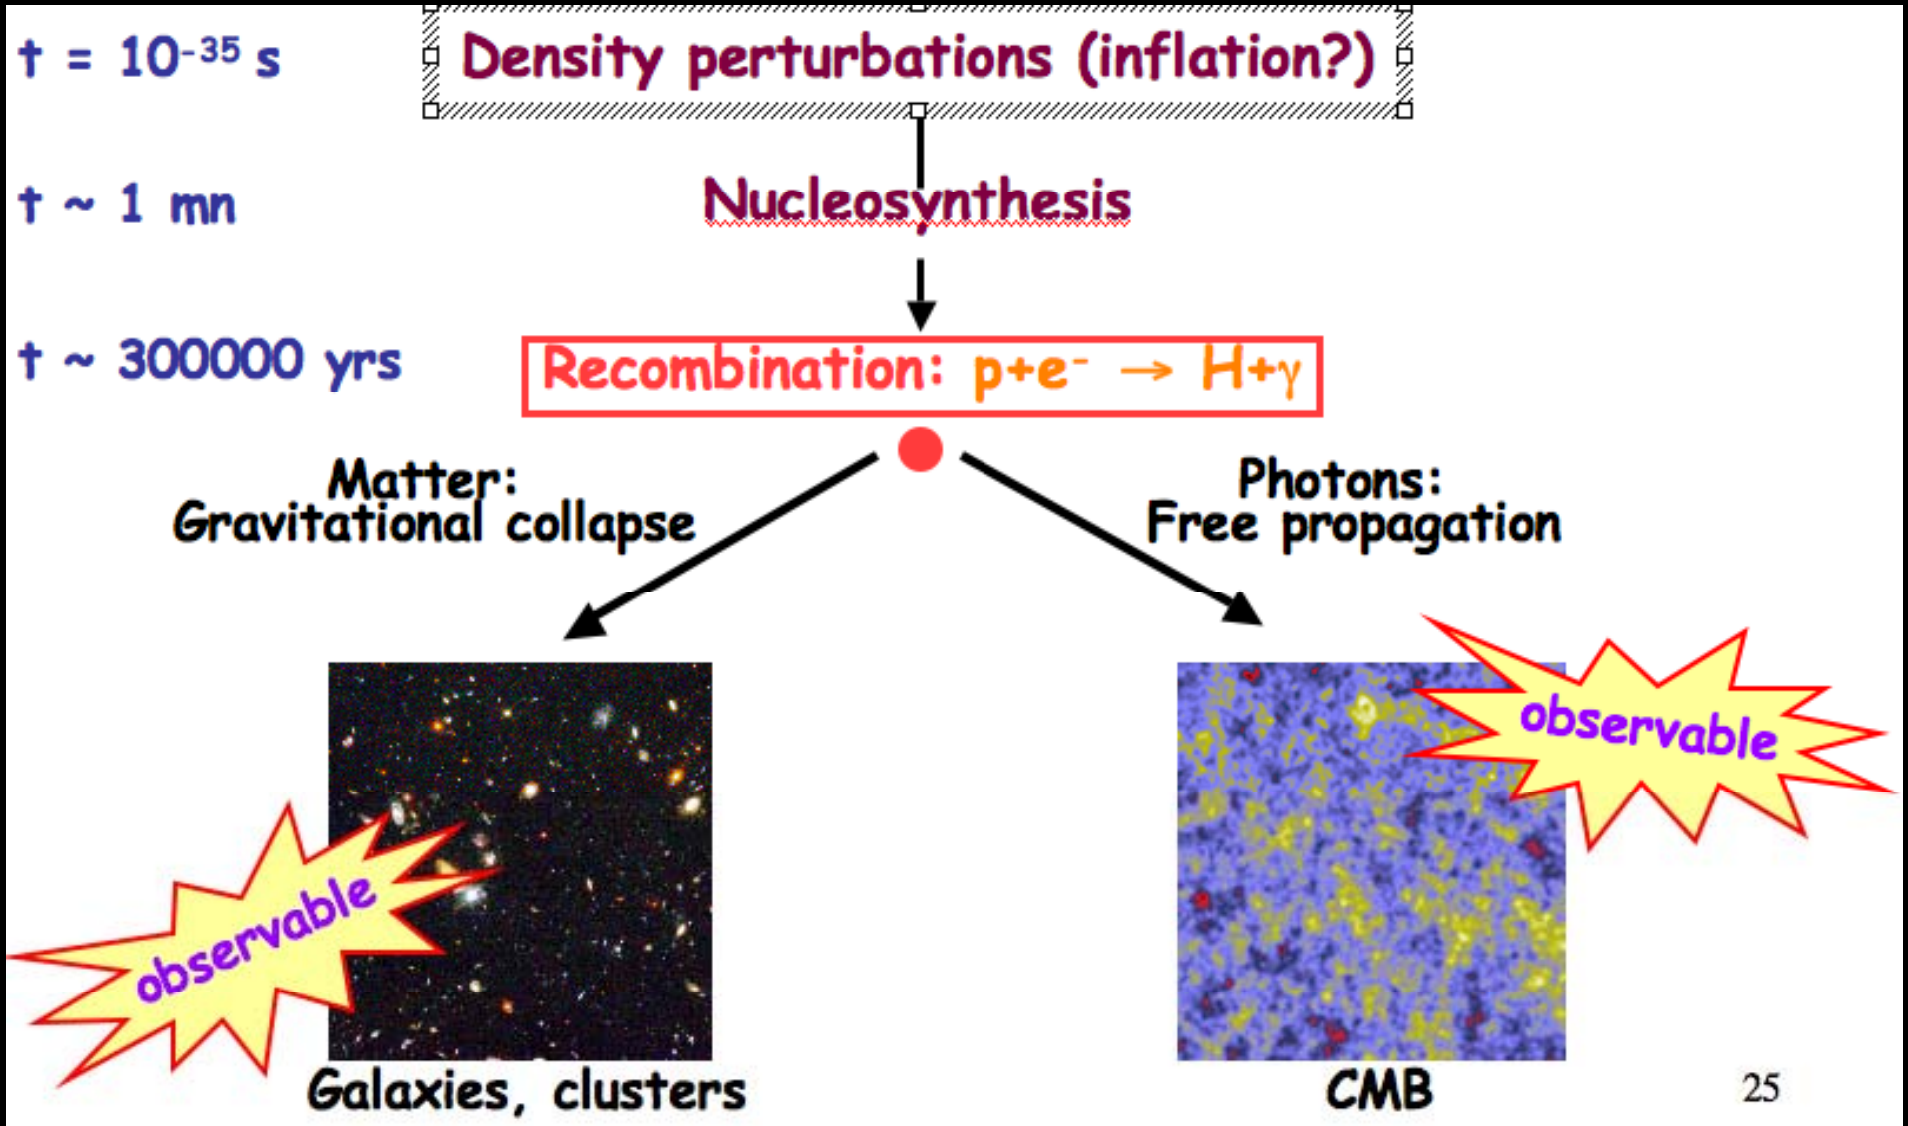 t = 10⁻³⁵ s
Density perturbations (inflation?)
t ~ 1 mn
Nucleosynthesis
t ~ 300000 yrs
Recombination: p+e⁻ → H+γ
Matter:
Gravitational collapse
Photons:
Free propagation
observable
observable
Galaxies, clusters
CMB
25